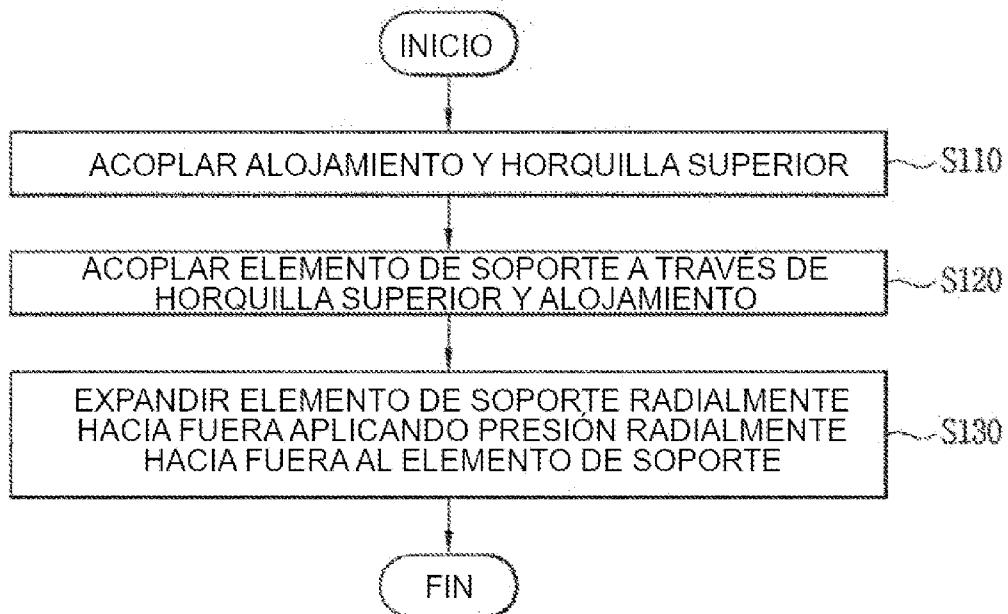 INICIO
ACOPLAR ALOJAMIENTO Y HORQUILLA SUPERIOR
S110
ACOPLAR ELEMENTO DE SOPORTE A TRAVÉS DE
HORQUILLA SUPERIOR Y ALOJAMIENTO
S120
EXPANDIR ELEMENTO DE SOPORTE RADIALMENTE
HACIA FUERA APLICANDO PRESIÓN RADIALMENTE
HACIA FUERA AL ELEMENTO DE SOPORTE
S130
FIN